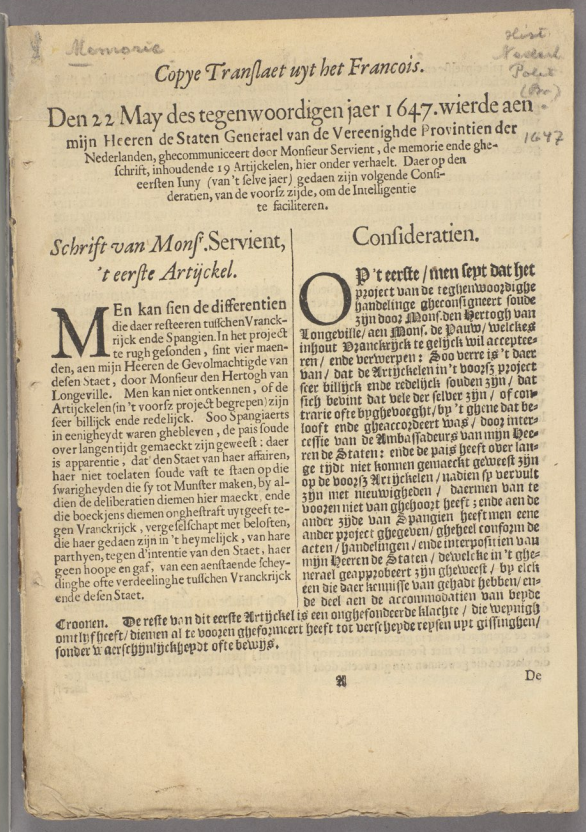 Memorie
Hist
Nederl
Polit
(Br.)
1647
Copye Translaet uyt het Francois.
Den 22 May des tegenwoordigen jaer 1647. wierde aen
mijn Heeren de Staten Generael van de Vereenighde Provintien der
Nederlanden, ghecommuniceert door Monsieur Servient, de memorie ende ghe-
schrift, inhoudende 19 Artijckelen, hier onder verhaelt. Daer op den
eersten Iuny (van 't selve jaer) gedaen zijn volgende Consi-
deratien, van de voorsz zijde, om de Intelligentie
te faciliteren.
Schrift van Monsr. Servient,
't eerste Artijckel.
MEn kan sien de differentien
die daer resteeren tusschen Vranck-
rijck ende Spangien. In het project
te rugh gesonden, sint vier maen-
den, aen mijn Heeren de Gevolmachtigde van
desen Staet, door Monsieur den Hertogh van
Longeville. Men kan niet ontkennen, of de
Artijckelen (in 't voorsz project begrepen) zijn
seer billijck ende redelijck. Soo Spangiaerts
in eenigheydt waren ghebleven, de pais soude
over langen tijdt gemaeckt zijn geweest: daer
is apparentie, dat den Staet van haer affairen,
haer niet toelaten soude vast te staen op die
swarigheyden die sy tot Munster maken, by al-
dien de deliberatien diemen hier maeckt, ende
die boeckjens diemen onghestraft uyt geeft te-
gen Vranckrijck, vergeselschapt met belosten,
die haer gedaen zijn in 't heymelijck, van hare
parthyen, tegen d'intentie van den Staet, haer
geen hoope en gaf, van een aenstaende schey-
dinghe ofte verdeelinghe tusschen Vranckrijck
ende desen Staet.
Consideratien.
OP 't eerste / men seyt dat het
project van de teghenwoordighe
handelinge gheconsigneert soude
zijn door Mons. den Hertogh van
Longeville / aen Mons. de Pauw / welckes
inhout Vranckrijck te gelijck wil acceptee-
ren / ende verwerpen: Soo verre is 't daer
van / dat de Artijckelen in 't voorsz project
seer billijck ende redelijck souden zijn / dat
sich bevint dat vele der selver zijn / of con-
trarie ofte byghevoeght / by 't ghene dat be-
looft ende gheaccordeert was / door inter-
cessie van de Ambassadeurs van mijn Hee-
ren de Staten: ende de pais heeft over lan-
ge tijdt niet konnen gemaeckt geweest zijn
op de voorsz Artijckelen / nadien sy vervult
zijn met nieuwigheden / daermen van te
vooren niet van ghehoort heeft; ende aen de
ander zijde van Spangien heeftmen eene
ander project ghegeven / gheheel conform de
acten / handelingen / ende interpositien van
mijn Heeren de Staten / dewelcke in 't ghe-
nerael geapprobeert zijn gheweest / by elck
een die daer kennisse van gehadt hebben / en-
de deel aen de accommodatien van beyde
Croonen. De reste van dit eerste Artijckel is een onghefondeerde klachte / die weynigh
om 't lijf heeft / diemen al te vooren gheformeert heeft tot verscheyde reysen uyt gissinghen /
sonder waerschijnlijckheydt ofte bewijs.
A
De